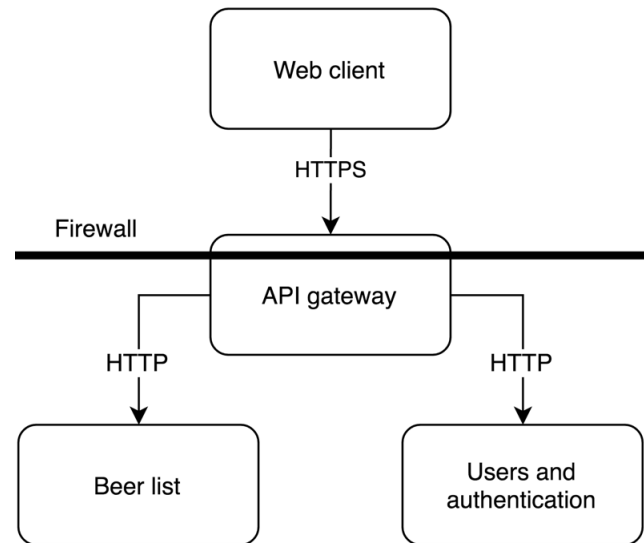 Web client
HTTPS
Firewall
API gateway
HTTP
HTTP
Beer list
Users and
authentication